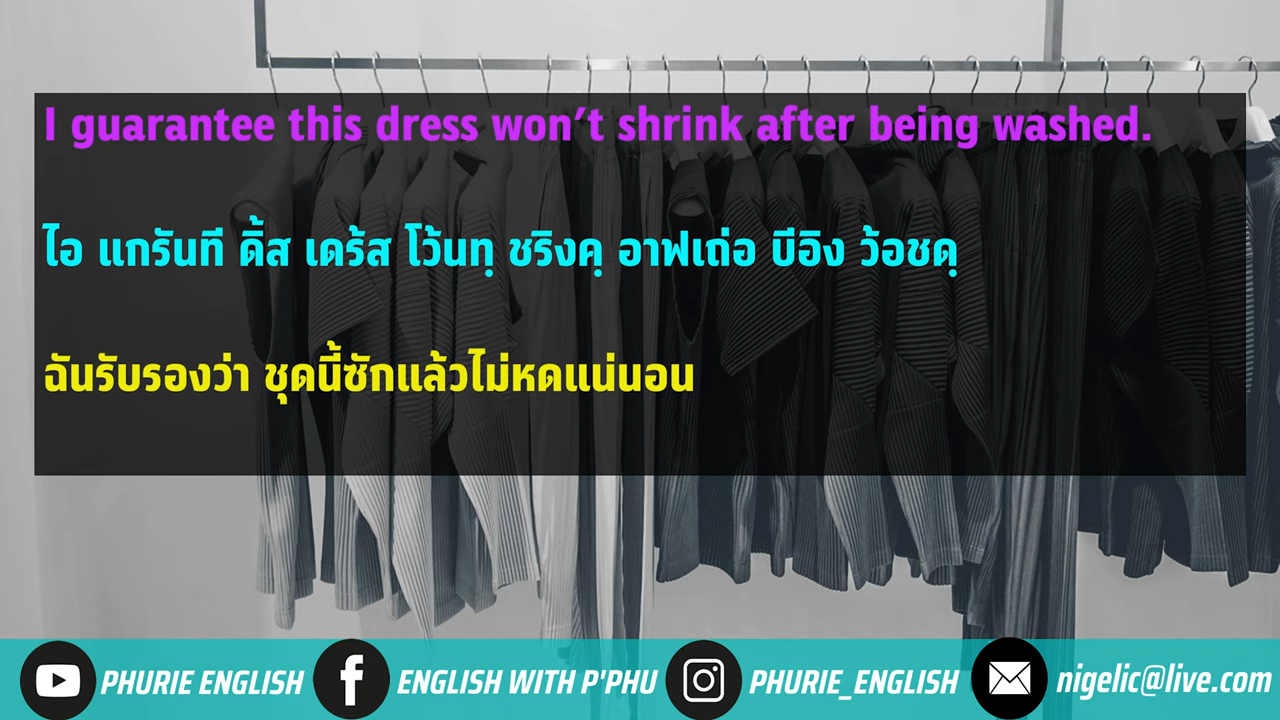 I guarantee this dress won’t shrink after being washed.
ไอ แกรันที ดิ้ส เดร้ส โว้นทฺ ชริงคฺ อาฟเถ่อ บีอิง ว้อชดฺ
ฉันรับรองว่า ชุดนี้ซักแล้วไม่หดแน่นอน
PHURIE ENGLISH ENGLISH WITH P'PHU PHURIE_ENGLISH nigelic@live.com